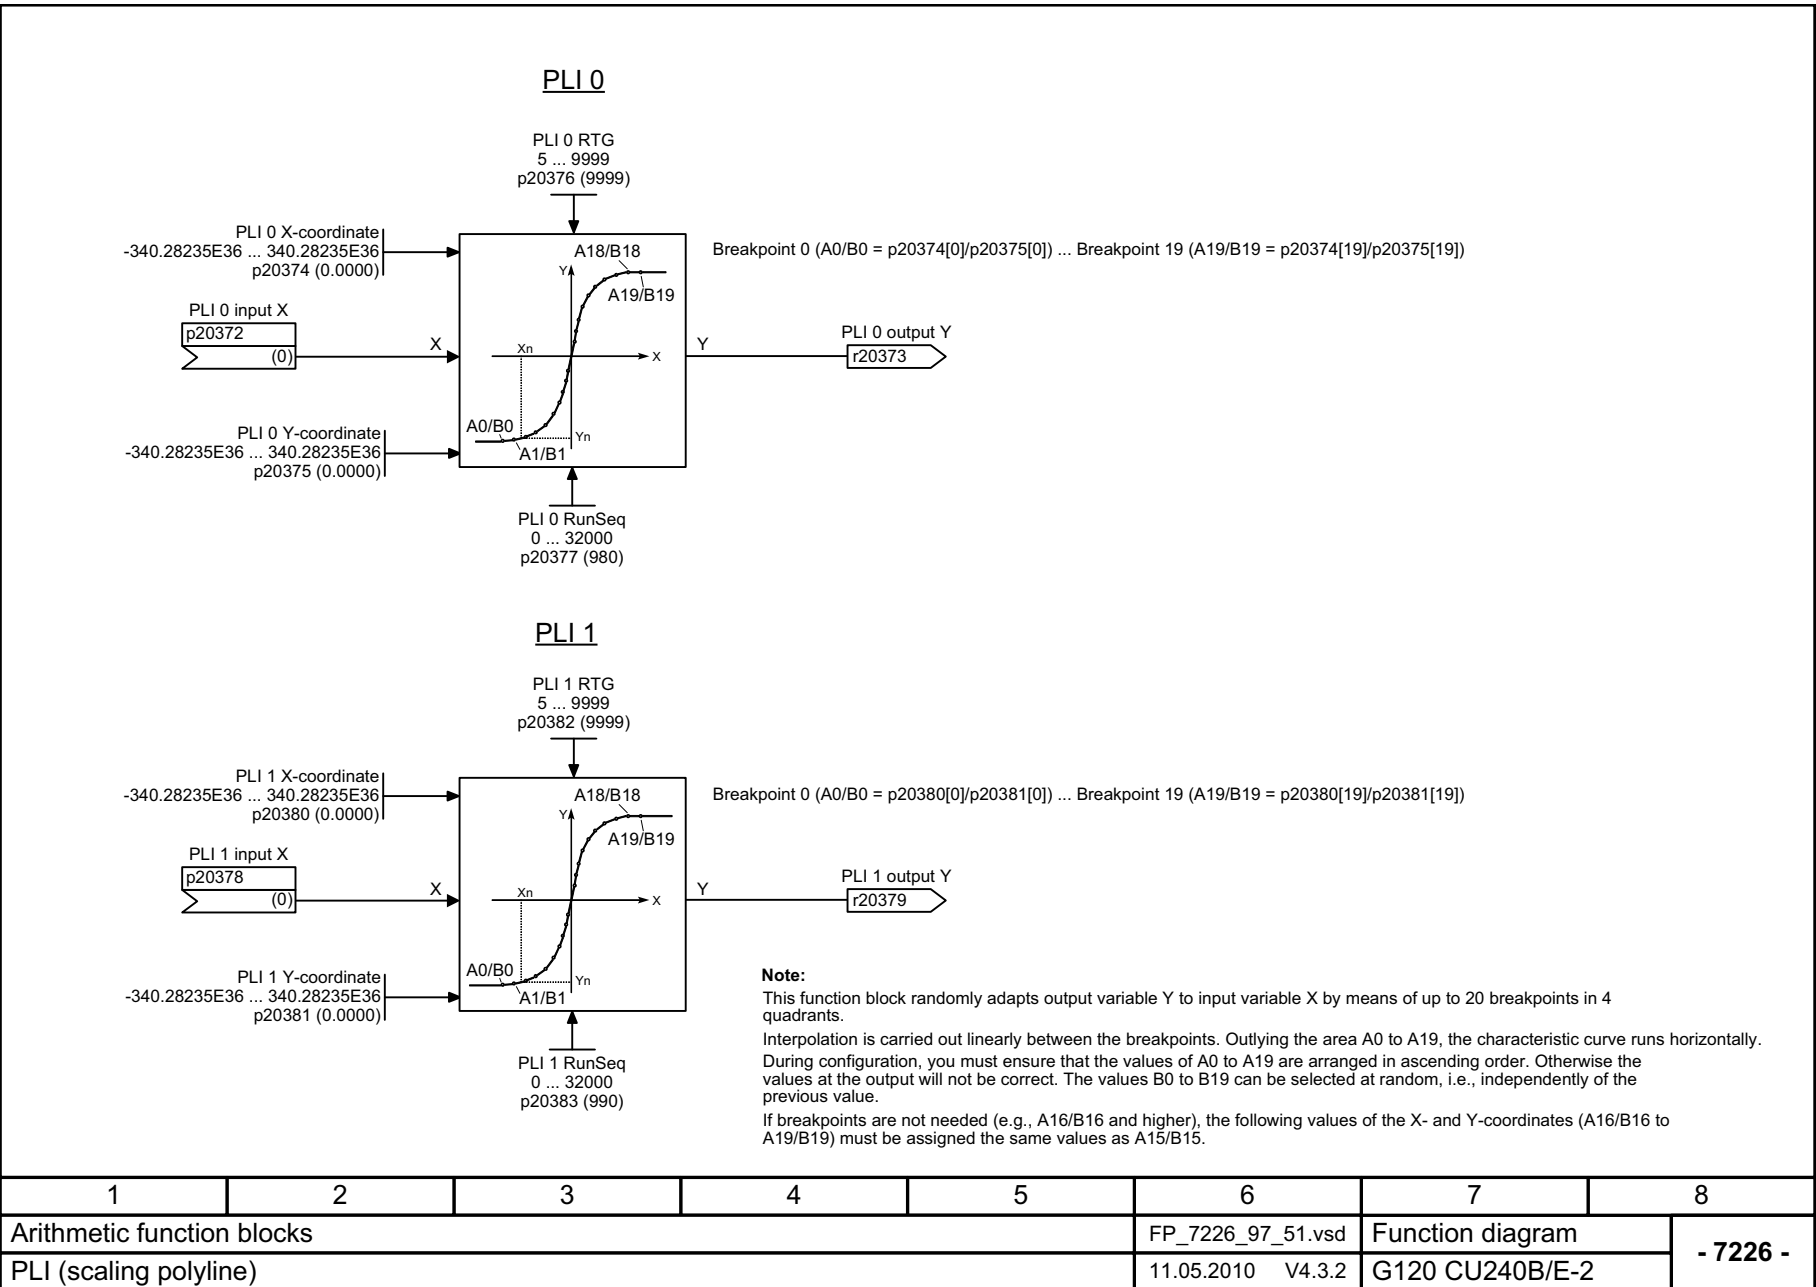 PLI 0
PLI 0 RTG
5 ... 9999
p20376 (9999)
PLI 0 X-coordinate
-340.28235E36 ... 340.28235E36
p20374 (0.0000)
A18/B18
Y
A19/B19
Breakpoint 0 (A0/B0 = p20374[0]/p20375[0]) ... Breakpoint 19 (A19/B19 = p20374[19]/p20375[19])
PLI 0 input X
p20372
(0)
X
Xn
X
Y
PLI 0 output Y
r20373
PLI 0 Y-coordinate
-340.28235E36 ... 340.28235E36
p20375 (0.0000)
A0/B0
Yn
A1/B1
PLI 0 RunSeq
0 ... 32000
p20377 (980)
PLI 1
PLI 1 RTG
5 ... 9999
p20382 (9999)
PLI 1 X-coordinate
-340.28235E36 ... 340.28235E36
p20380 (0.0000)
A18/B18
Y
A19/B19
Breakpoint 0 (A0/B0 = p20380[0]/p20381[0]) ... Breakpoint 19 (A19/B19 = p20380[19]/p20381[19])
PLI 1 input X
p20378
(0)
X
Xn
X
Y
PLI 1 output Y
r20379
PLI 1 Y-coordinate
-340.28235E36 ... 340.28235E36
p20381 (0.0000)
A0/B0
Yn
A1/B1
PLI 1 RunSeq
0 ... 32000
p20383 (990)
Note:
This function block randomly adapts output variable Y to input variable X by means of up to 20 breakpoints in 4
quadrants.
Interpolation is carried out linearly between the breakpoints. Outlying the area A0 to A19, the characteristic curve runs horizontally.
During configuration, you must ensure that the values of A0 to A19 are arranged in ascending order. Otherwise the
values at the output will not be correct. The values B0 to B19 can be selected at random, i.e., independently of the
previous value.
If breakpoints are not needed (e.g., A16/B16 and higher), the following values of the X- and Y-coordinates (A16/B16 to
A19/B19) must be assigned the same values as A15/B15.
1 2 3 4 5 6 7 8
Arithmetic function blocks
FP_7226_97_51.vsd
Function diagram
- 7226 -
PLI (scaling polyline)
11.05.2010 V4.3.2
G120 CU240B/E-2